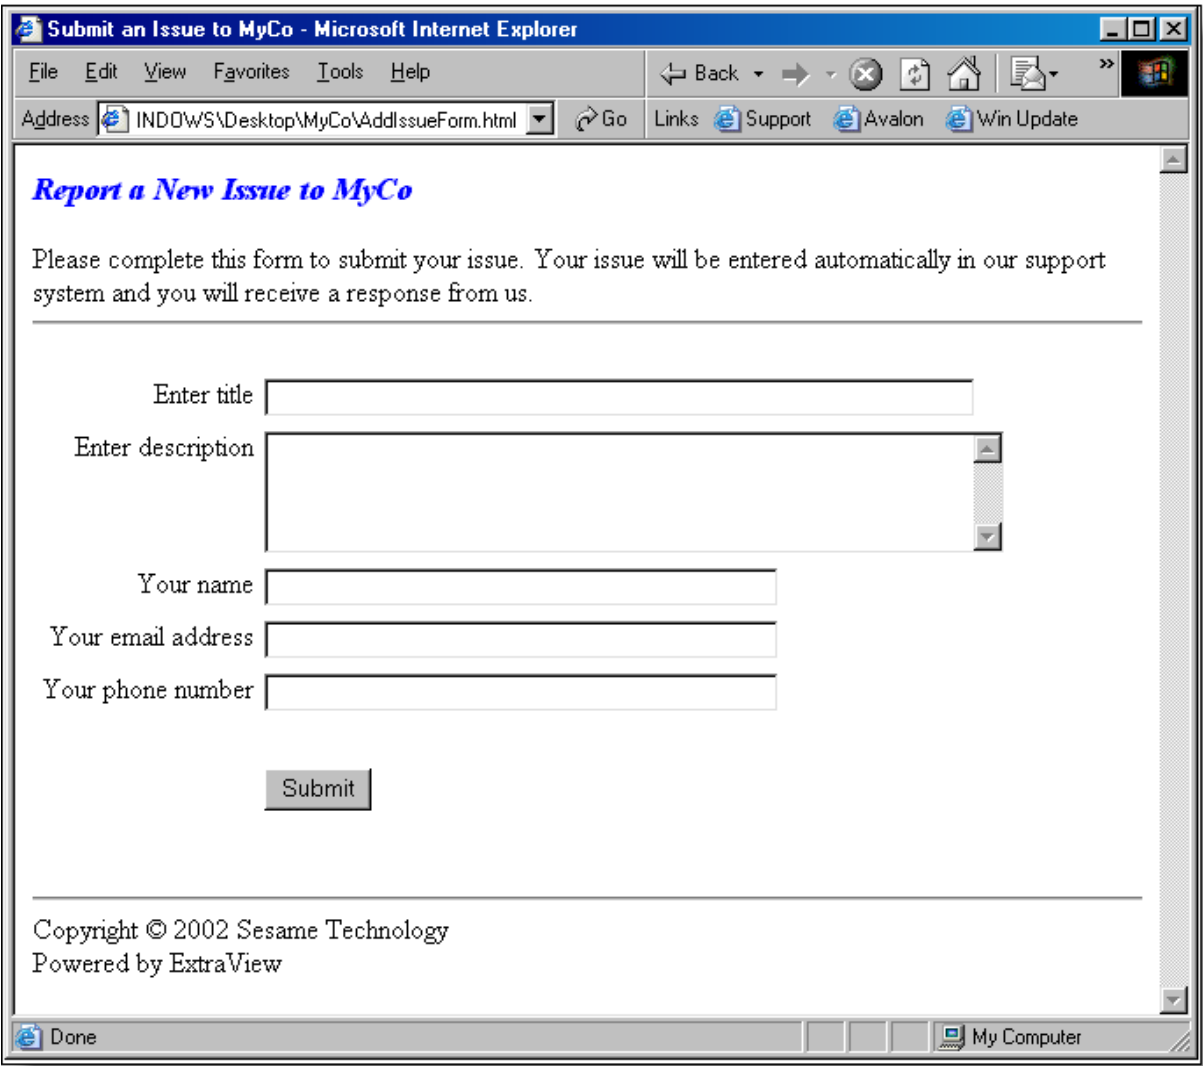 Submit an Issue to MyCo - Microsoft Internet Explorer
File Edit View Favorites Tools Help Back »
Address INDOWS\Desktop\MyCo\AddIssueForm.html Go Links Support Avalon Win Update
Report a New Issue to MyCo
Please complete this form to submit your issue. Your issue will be entered automatically in our support
system and you will receive a response from us.
Enter title
Enter description
Your name
Your email address
Your phone number
Submit
Copyright © 2002 Sesame Technology
Powered by ExtraView
Done My Computer